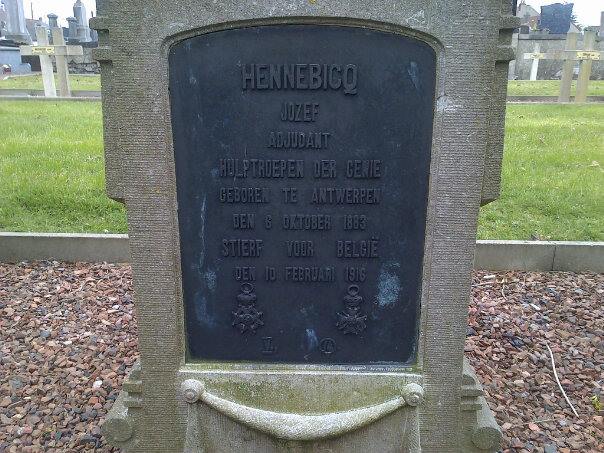 HENNEBICQ
JOZEF
ADJUDANT
HULPTROEPEN DER GENIE
GEBOREN TE ANTWERPEN
DEN 6 OKTOBER 1883
STIERF VOOR BELGIË
DEN 10 FEBRUARI 1916